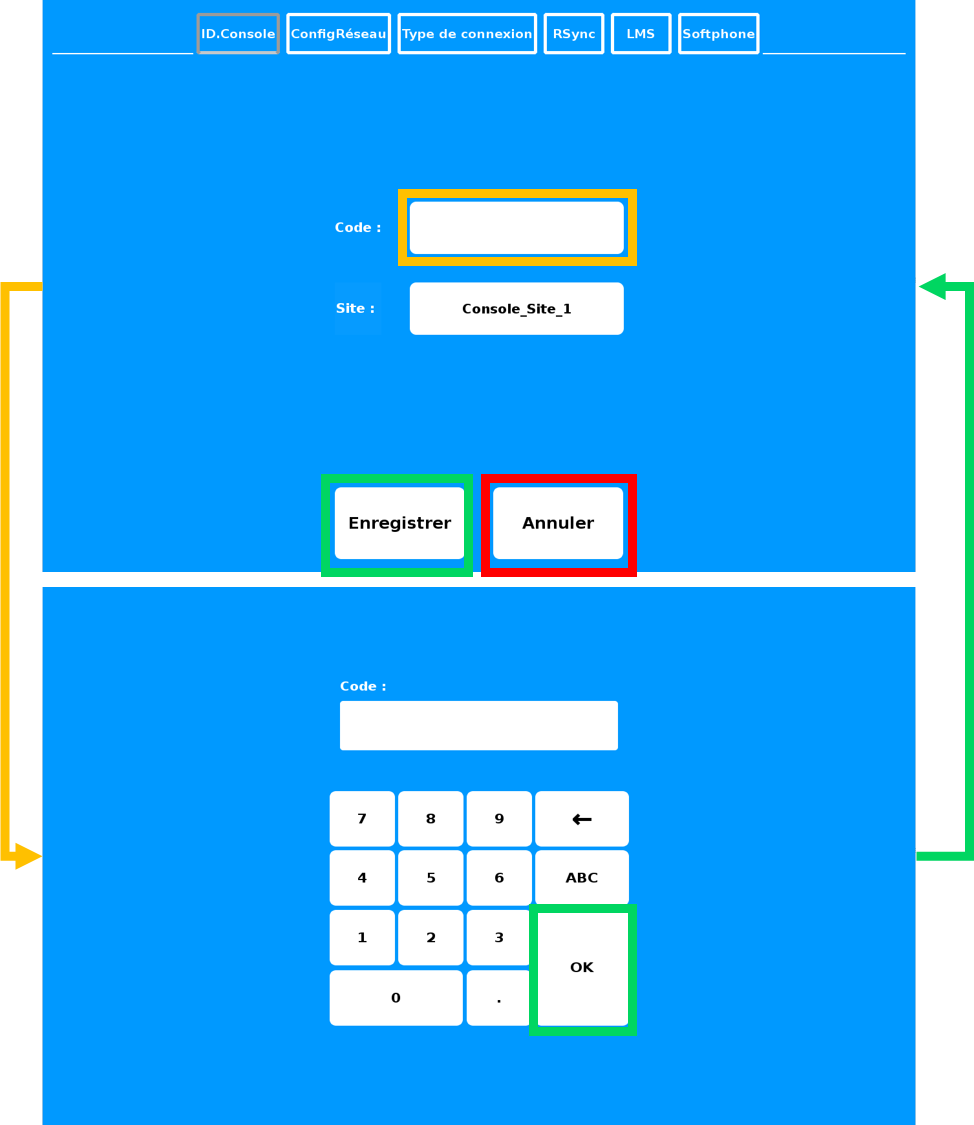 ID.Console ConfigRéseau Type de connexion RSync LMS Softphone
Code :
Site : Console_Site_1
Enregistrer Annuler
Code :
7 8 9 ←
4 5 6 ABC
1 2 3
OK
0 .